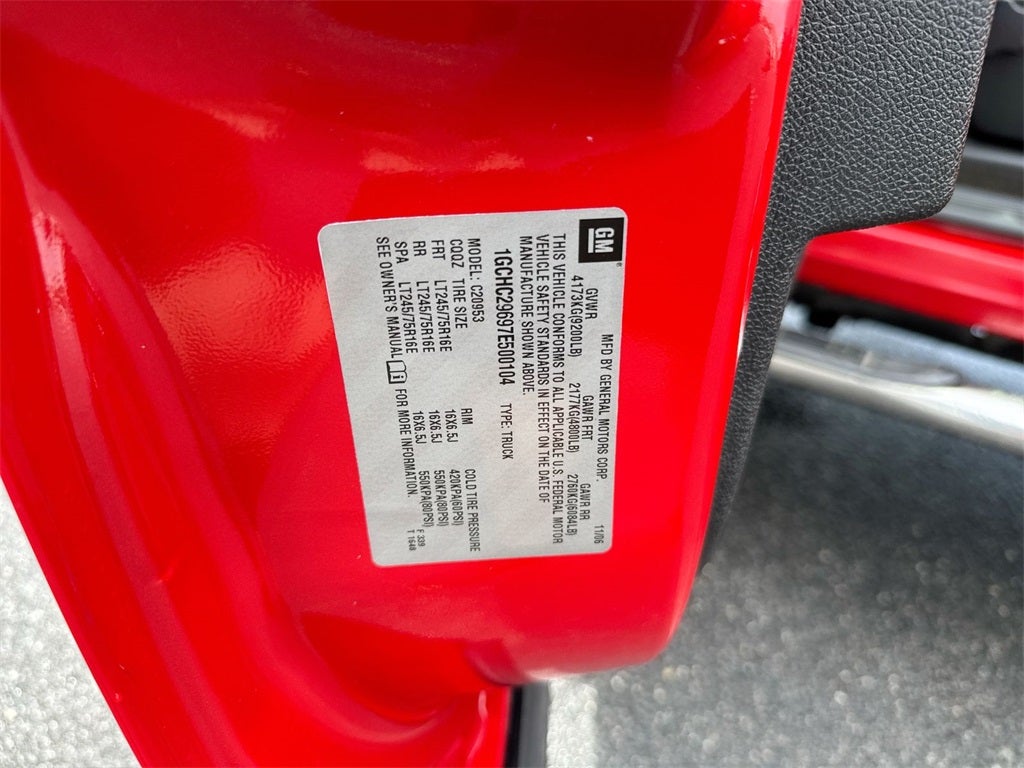 GM®
MFD BY GENERAL MOTORS CORP. 11/06
GVWR GAWR FRT GAWR RR
4173KG(9200LB) 2177KG(4800LB) 2760KG(6084LB)
THIS VEHICLE CONFORMS TO ALL APPLICABLE U.S. FEDERAL MOTOR
VEHICLE SAFETY STANDARDS IN EFFECT ON THE DATE OF
MANUFACTURE SHOWN ABOVE.
1GCHC29697E500104 TYPE: TRUCK
MODEL: C20953
CQQZ TIRE SIZE RIM COLD TIRE PRESSURE
FRT LT245/75R16E 16X6.5J 420KPA(60PSI)
RR LT245/75R16E 16X6.5J 550KPA(80PSI)
SPA LT245/75R16E 16X6.5J 550KPA(80PSI)
SEE OWNER'S MANUAL FOR MORE INFORMATION.
F 339
T 1648